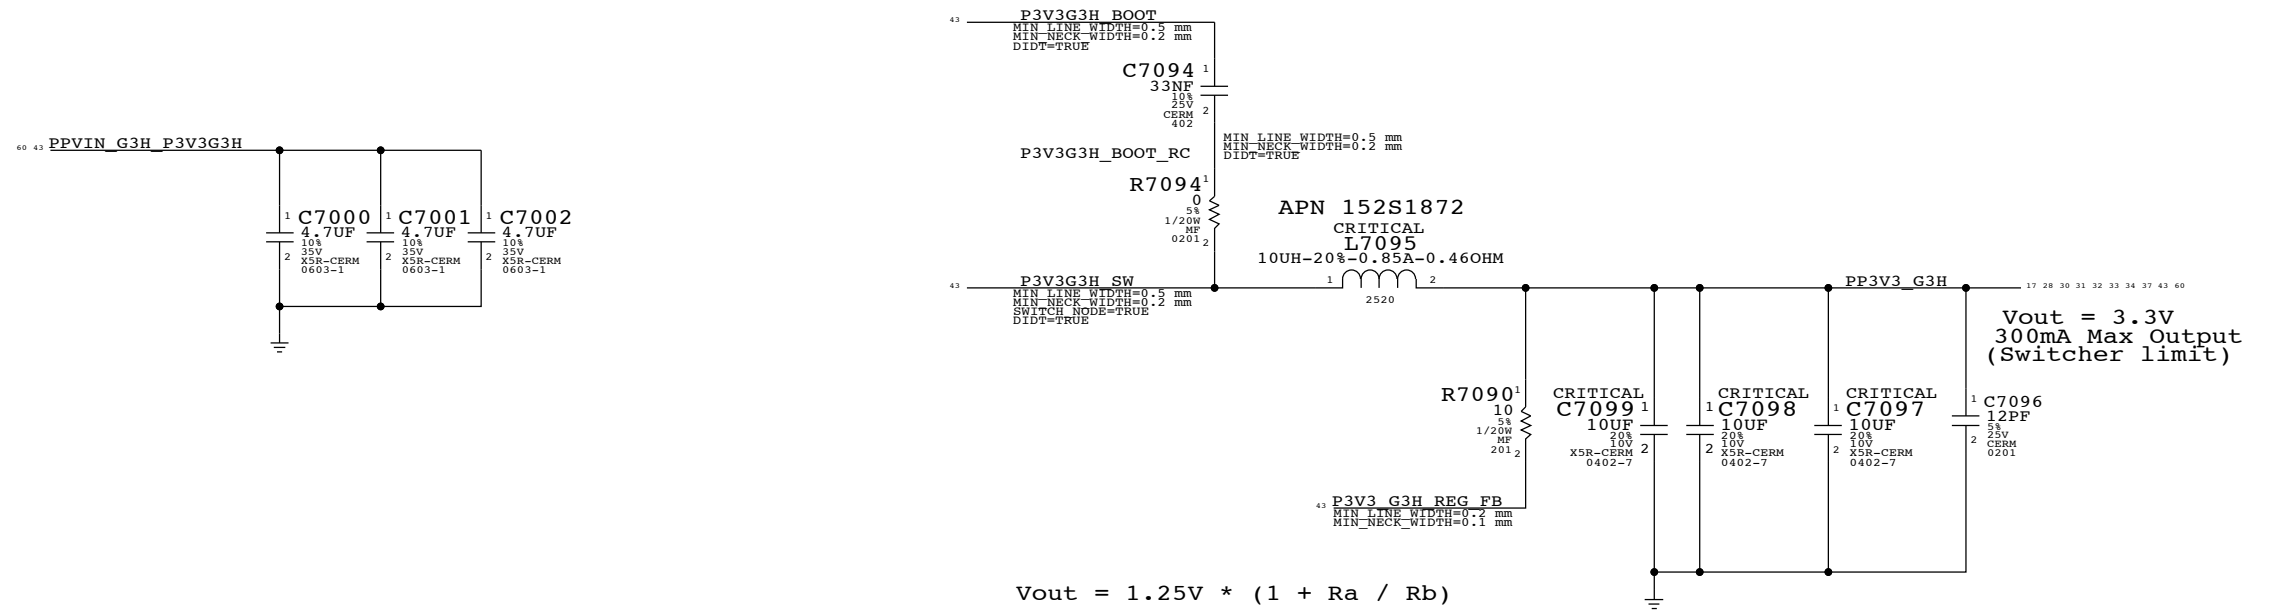 60 43 PPVIN_G3H_P3V3G3H
1 C7000
4.7UF
10%
35V
2 X5R-CERM
0603-1
1 C7001
4.7UF
10%
35V
2 X5R-CERM
0603-1
1 C7002
4.7UF
10%
35V
2 X5R-CERM
0603-1
43 P3V3G3H_BOOT
MIN_LINE_WIDTH=0.5 mm
MIN_NECK_WIDTH=0.2 mm
DIDT=TRUE
C7094 1
33NF
10%
25V
CERM 2
402
MIN_LINE_WIDTH=0.5 mm
MIN_NECK_WIDTH=0.2 mm
DIDT=TRUE
P3V3G3H_BOOT_RC
R7094 1
0
5%
1/20W
MF
0201 2
APN 152S1872
CRITICAL
L7095
10UH-20%-0.85A-0.46OHM
1 2
2520
43 P3V3G3H_SW
MIN_LINE_WIDTH=0.5 mm
MIN_NECK_WIDTH=0.2 mm
SWITCH_NODE=TRUE
DIDT=TRUE
PP3V3_G3H 17 28 30 31 32 33 34 37 43 60
Vout = 3.3V
300mA Max Output
(Switcher limit)
R7090 1
10
5%
1/20W
MF
201 2
CRITICAL
C7099 1
10UF
20%
10V 2
X5R-CERM
0402-7
CRITICAL
1 C7098
10UF
20%
2 10V
X5R-CERM
0402-7
CRITICAL
1 C7097
10UF
20%
2 10V
X5R-CERM
0402-7
1 C7096
12PF
5%
2 25V
CERM
0201
43 P3V3_G3H_REG_FB
MIN_LINE_WIDTH=0.2 mm
MIN_NECK_WIDTH=0.1 mm
Vout = 1.25V * (1 + Ra / Rb)